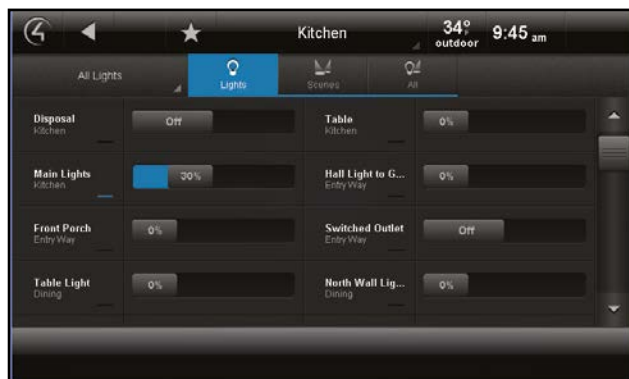 Kitchen
34° F
outdoor
9:45 am
All Lights
Lights
Scenes
All
Disposal
Kitchen
Off
Table
Kitchen
0%
Main Lights
Kitchen
30%
Hall Light to G...
Entry Way
0%
Front Porch
Entry Way
0%
Switched Outlet
Entry Way
Off
Table Light
Dining
0%
North Wall Lig...
Dining
0%